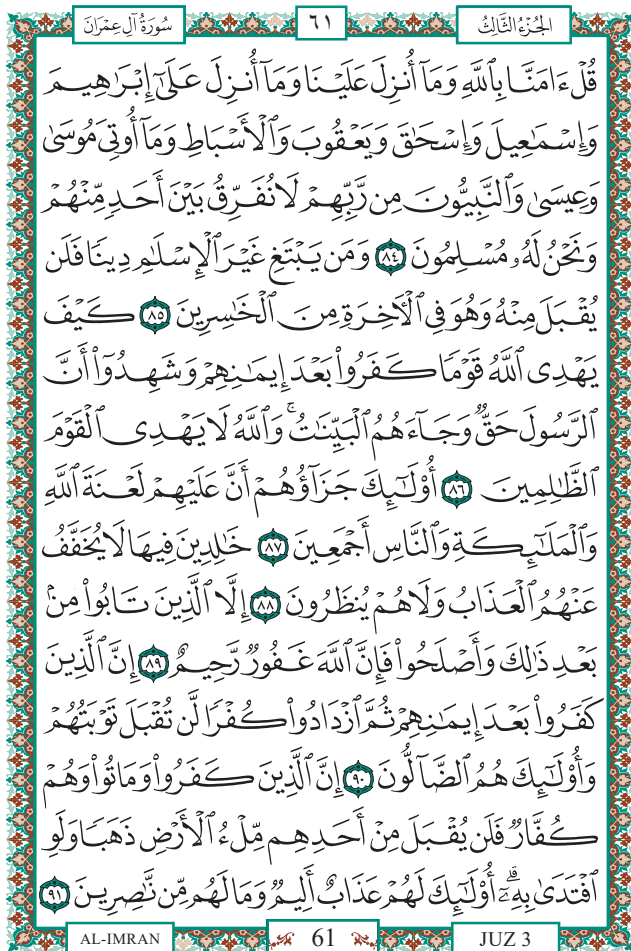 سُورَةُ آلِ عِمْرَانَ ٦١ الجُزْءُ الثَّالِثُ
قُلْ ءَامَنَّا بِٱللَّهِ وَمَآ أُنزِلَ عَلَيْنَا وَمَآ أُنزِلَ عَلَىٰٓ إِبْرَٰهِيمَ
وَإِسْمَٰعِيلَ وَإِسْحَٰقَ وَيَعْقُوبَ وَٱلْأَسْبَاطِ وَمَآ أُوتِىَ مُوسَىٰ
وَعِيسَىٰ وَٱلنَّبِيُّونَ مِن رَّبِّهِمْ لَا نُفَرِّقُ بَيْنَ أَحَدٍ مِّنْهُمْ
وَنَحْنُ لَهُۥ مُسْلِمُونَ ٨٤ وَمَن يَبْتَغِ غَيْرَ ٱلْإِسْلَٰمِ دِينًا فَلَن
يُقْبَلَ مِنْهُ وَهُوَ فِى ٱلْءَاخِرَةِ مِنَ ٱلْخَٰسِرِينَ ٨٥ كَيْفَ
يَهْدِى ٱللَّهُ قَوْمًا كَفَرُوا۟ بَعْدَ إِيمَٰنِهِمْ وَشَهِدُوٓا۟ أَنَّ
ٱلرَّسُولَ حَقٌّ وَجَآءَهُمُ ٱلْبَيِّنَٰتُ ۚ وَٱللَّهُ لَا يَهْدِى ٱلْقَوْمَ
ٱلظَّٰلِمِينَ ٨٦ أُو۟لَٰٓئِكَ جَزَآؤُهُمْ أَنَّ عَلَيْهِمْ لَعْنَةَ ٱللَّهِ
وَٱلْمَلَٰٓئِكَةِ وَٱلنَّاسِ أَجْمَعِينَ ٨٧ خَٰلِدِينَ فِيهَا لَا يُخَفَّفُ
عَنْهُمُ ٱلْعَذَابُ وَلَا هُمْ يُنظَرُونَ ٨٨ إِلَّا ٱلَّذِينَ تَابُوا۟ مِنۢ
بَعْدِ ذَٰلِكَ وَأَصْلَحُوا۟ فَإِنَّ ٱللَّهَ غَفُورٌ رَّحِيمٌ ٨٩ إِنَّ ٱلَّذِينَ
كَفَرُوا۟ بَعْدَ إِيمَٰنِهِمْ ثُمَّ ٱزْدَادُوا۟ كُفْرًا لَّن تُقْبَلَ تَوْبَتُهُمْ
وَأُو۟لَٰٓئِكَ هُمُ ٱلضَّآلُّونَ ٩٠ إِنَّ ٱلَّذِينَ كَفَرُوا۟ وَمَاتُوا۟ وَهُمْ
كُفَّارٌ فَلَن يُقْبَلَ مِنْ أَحَدِهِم مِّلْءُ ٱلْأَرْضِ ذَهَبًا وَلَوِ
ٱفْتَدَىٰ بِهِۦٓ ۗ أُو۟لَٰٓئِكَ لَهُمْ عَذَابٌ أَلِيمٌ وَمَا لَهُم مِّن نَّٰصِرِينَ ٩١
AL-IMRAN 61 JUZ 3